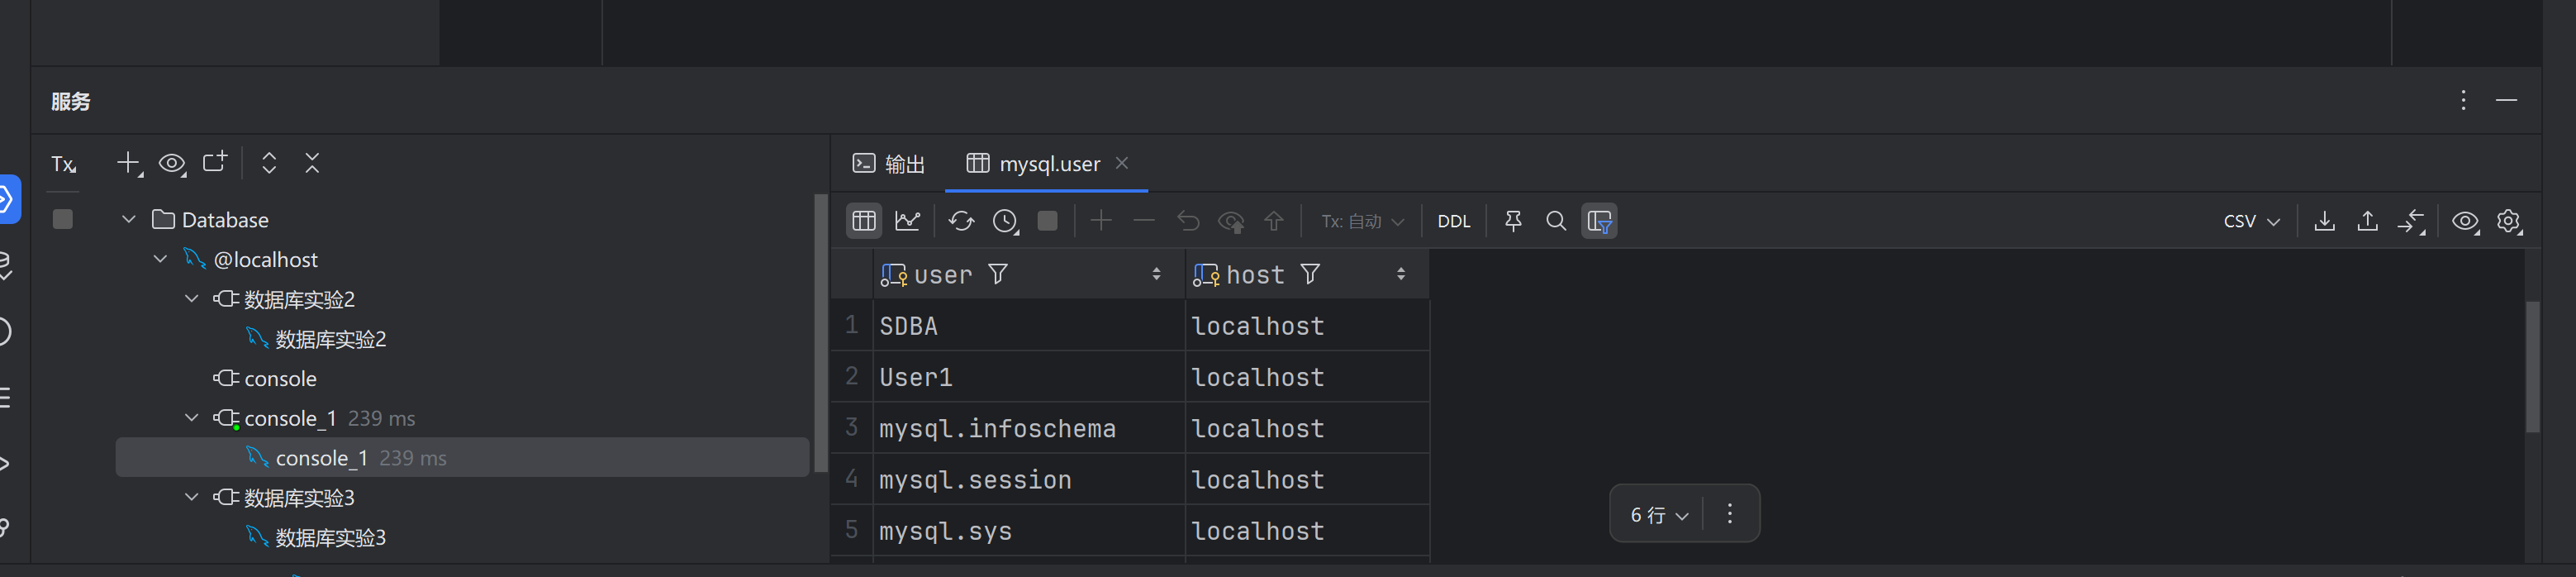 服务
Tx
输出 mysql.user
Database
@localhost
数据库实验2
数据库实验2
console
console_1 239 ms
console_1 239 ms
数据库实验3
数据库实验3
Tx: 自动 DDL CSV
user host
1 SDBA localhost
2 User1 localhost
3 mysql.infoschema localhost
4 mysql.session localhost
5 mysql.sys localhost
6 行